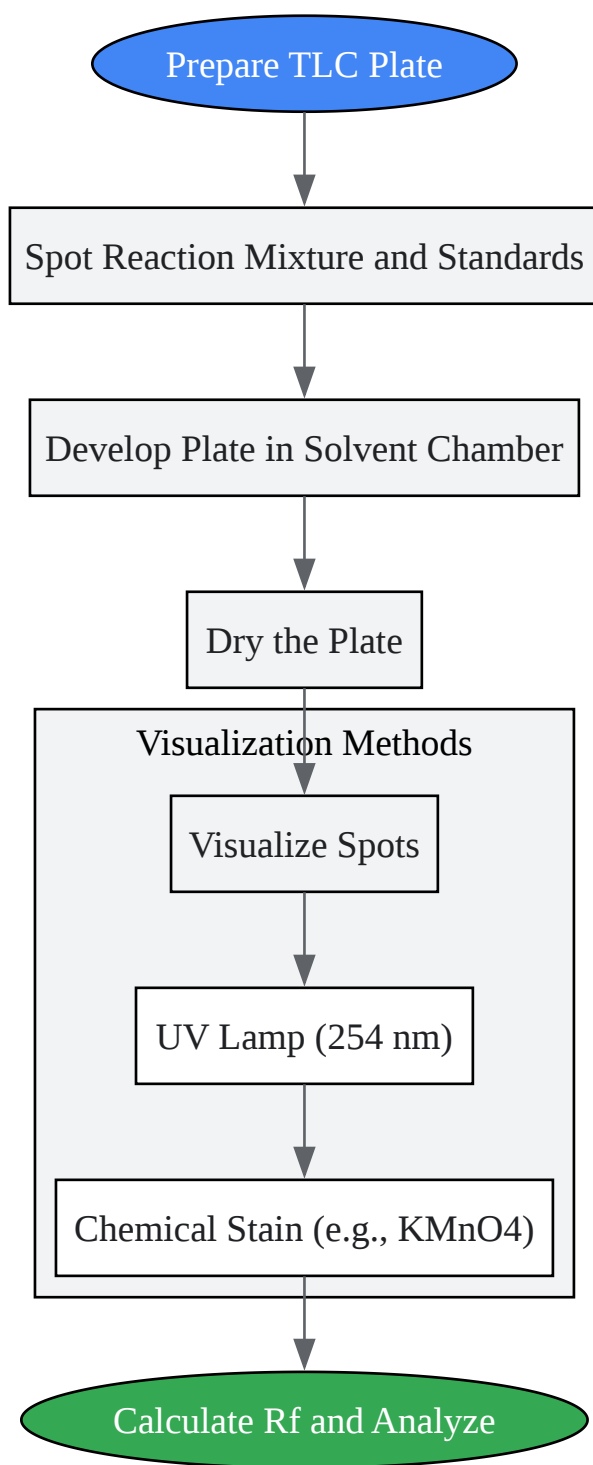 Prepare TLC Plate
Spot Reaction Mixture and Standards
Develop Plate in Solvent Chamber
Dry the Plate
Visualization Methods
Visualize Spots
UV Lamp (254 nm)
Chemical Stain (e.g., KMnO4)
Calculate Rf and Analyze